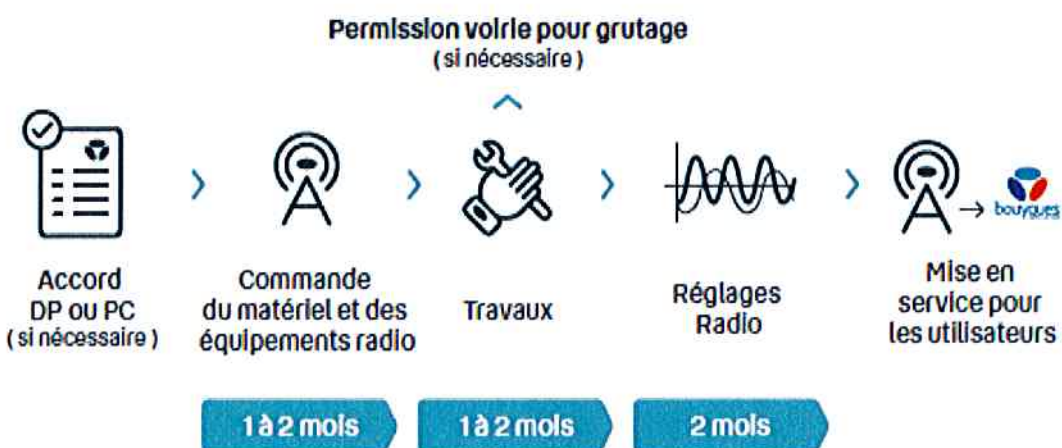 Permission voirie pour grutage
( si nécessaire )
Accord
DP ou PC
( si nécessaire )
Commande
du matériel et des
équipements radio
Travaux
Réglages
Radio
bouygues
Mise en
service pour
les utilisateurs
1 à 2 mois
1 à 2 mois
2 mois